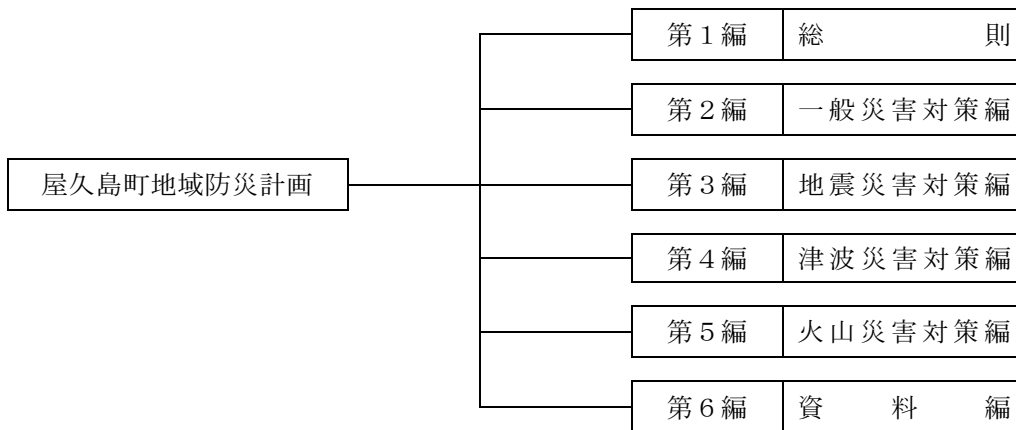 第１編 総則
第２編 一般災害対策編
屋久島町地域防災計画
第３編 地震災害対策編
第４編 津波災害対策編
第５編 火山災害対策編
第６編 資料編